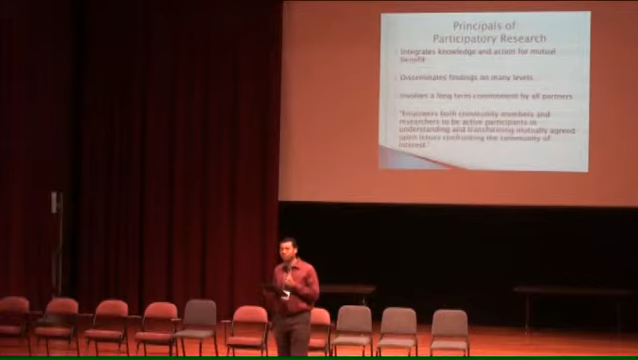 Principals of
Participatory Research
Integrates knowledge and action for mutual
benefit
Disseminates findings on many levels.
Involves a long term commitment by all partners
"Empowers both community members and
researchers to be active participants in
understanding and transforming mutually agreed
upon issues confronting the community of
interest."